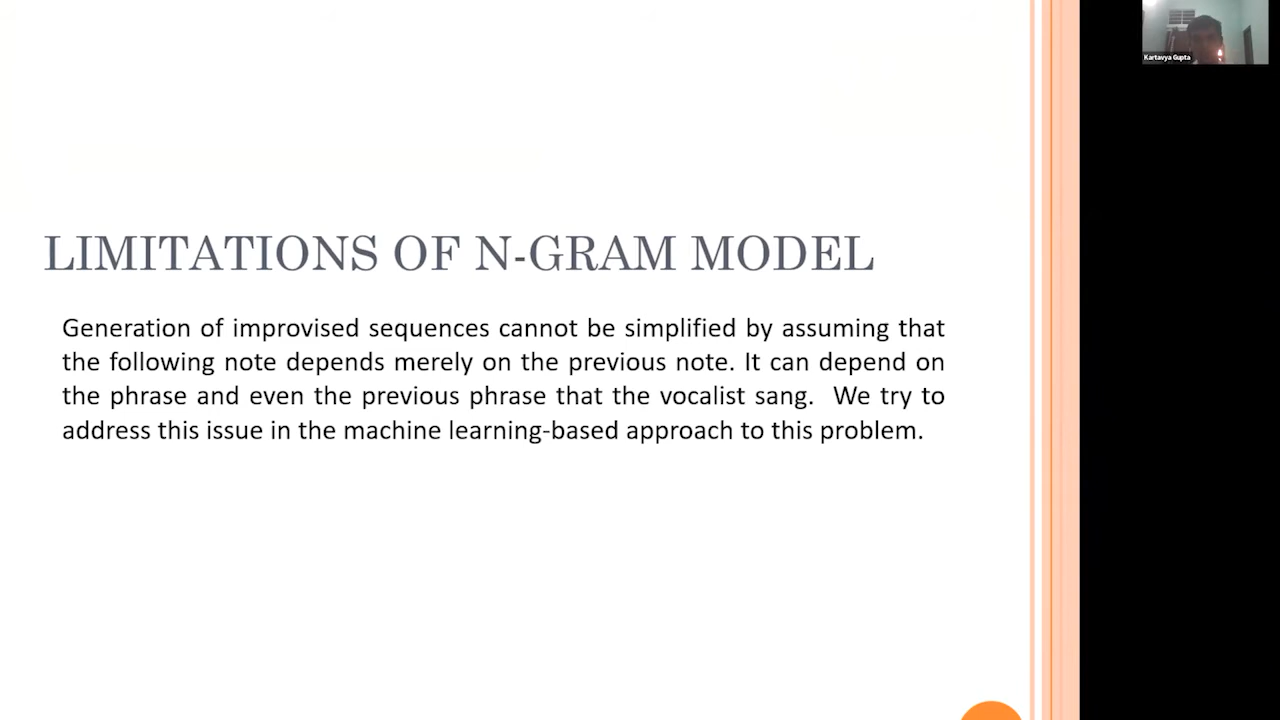 Kartavya Gupta
LIMITATIONS OF N-GRAM MODEL
Generation of improvised sequences cannot be simplified by assuming that
the following note depends merely on the previous note. It can depend on
the phrase and even the previous phrase that the vocalist sang. We try to
address this issue in the machine learning-based approach to this problem.